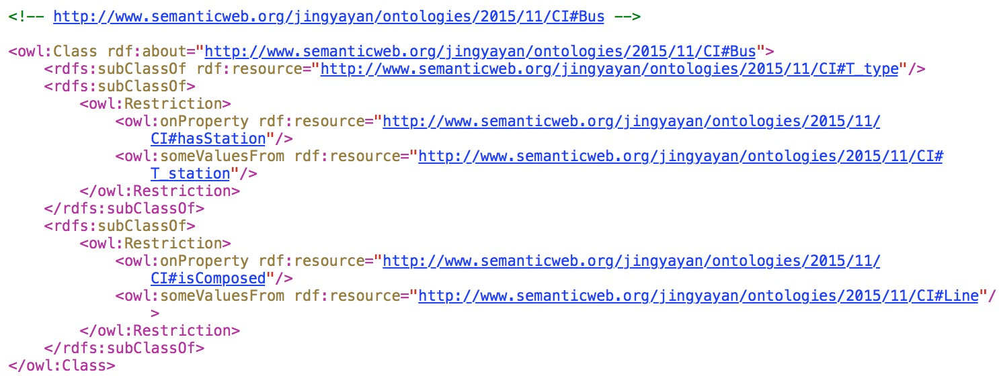 <!-- http://www.semanticweb.org/jingyayan/ontologies/2015/11/CI#Bus -->
<owl:Class rdf:about="http://www.semanticweb.org/jingyayan/ontologies/2015/11/CI#Bus">
<rdfs:subClassOf rdf:resource="http://www.semanticweb.org/jingyayan/ontologies/2015/11/CI#T_type"/>
<rdfs:subClassOf>
<owl:Restriction>
<owl:onProperty rdf:resource="http://www.semanticweb.org/jingyayan/ontologies/2015/11/
CI#hasStation"/>
<owl:someValuesFrom rdf:resource="http://www.semanticweb.org/jingyayan/ontologies/2015/11/CI#
T_station"/>
</owl:Restriction>
</rdfs:subClassOf>
<rdfs:subClassOf>
<owl:Restriction>
<owl:onProperty rdf:resource="http://www.semanticweb.org/jingyayan/ontologies/2015/11/
CI#isComposed"/>
<owl:someValuesFrom rdf:resource="http://www.semanticweb.org/jingyayan/ontologies/2015/11/CI#Line"/
>
</owl:Restriction>
</rdfs:subClassOf>
</owl:Class>